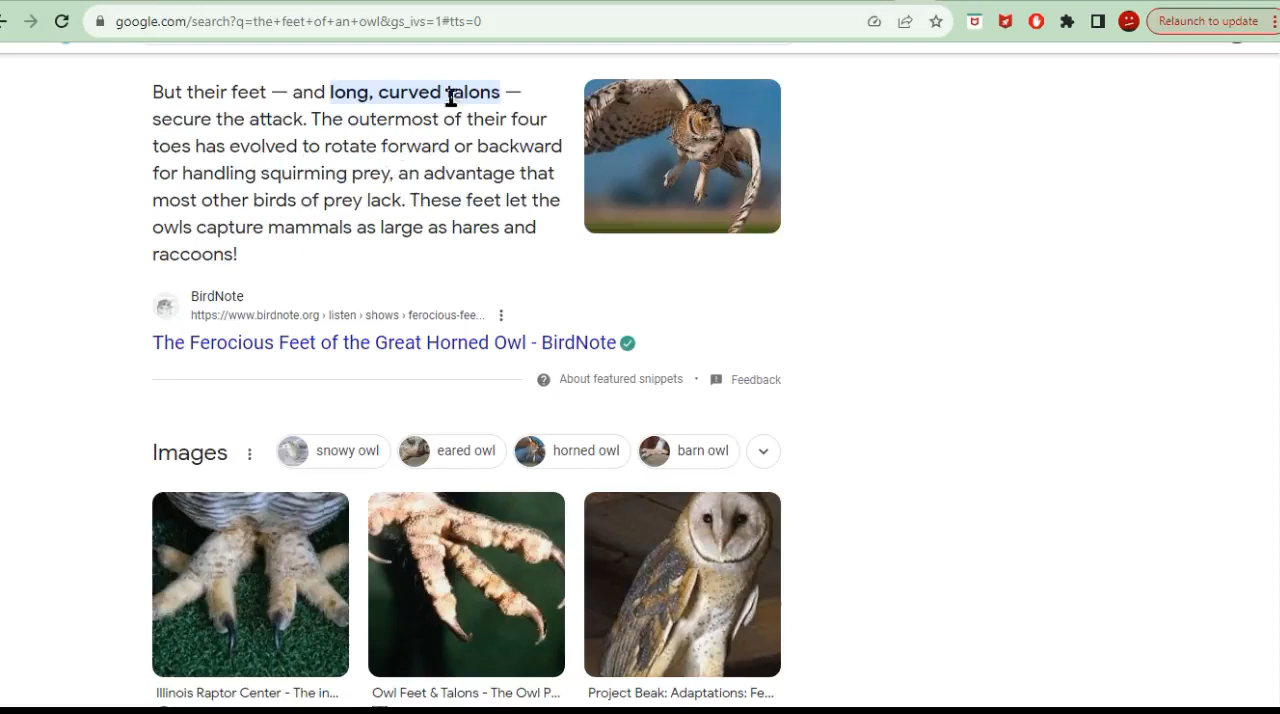 google.com/search?q=the+feet+of+an+owl&gs_ivs=1#tts=0
Relaunch to update
But their feet — and long, curved talons —
secure the attack. The outermost of their four
toes has evolved to rotate forward or backward
for handling squirming prey, an advantage that
most other birds of prey lack. These feet let the
owls capture mammals as large as hares and
raccoons!
BirdNote
https://www.birdnote.org › listen › shows › ferocious-fee...
The Ferocious Feet of the Great Horned Owl - BirdNote
About featured snippets • Feedback
Images
snowy owl
eared owl
horned owl
barn owl
Illinois Raptor Center - The in...
Owl Feet & Talons - The Owl P...
Project Beak: Adaptations: Fe...